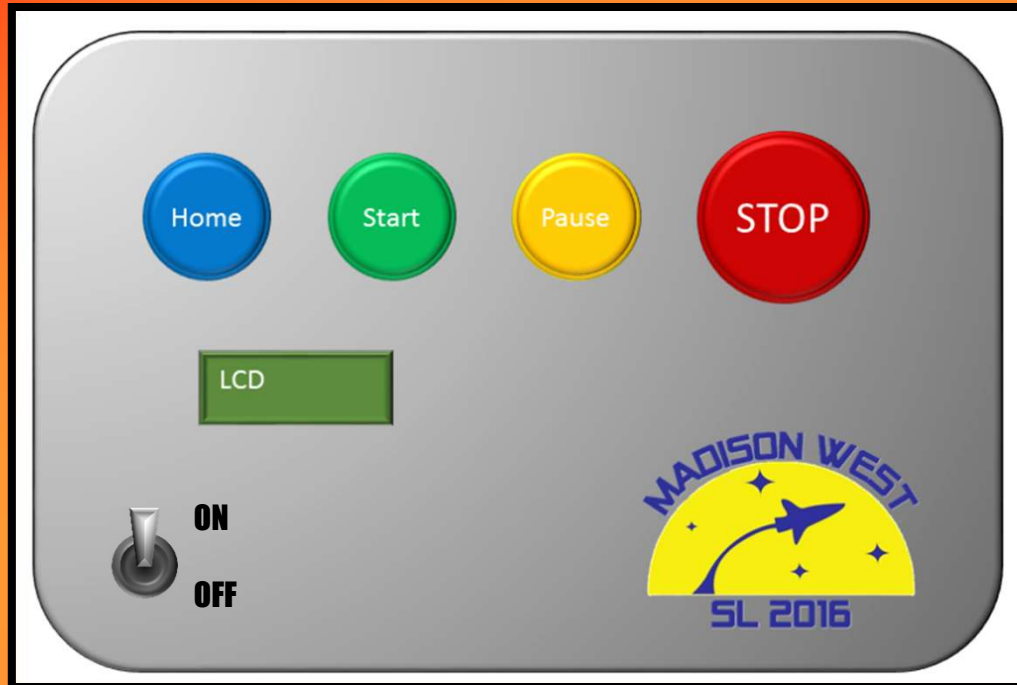 Home
Start
Pause
STOP
LCD
ON
OFF
MADISON WEST
SL 2016